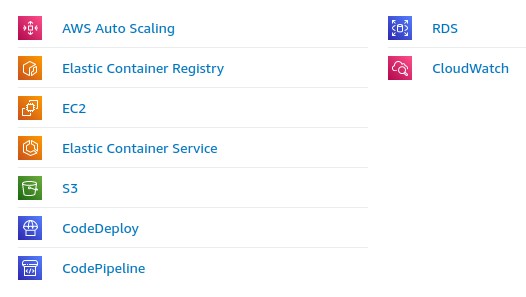 AWS Auto Scaling
Elastic Container Registry
EC2
Elastic Container Service
S3
CodeDeploy
CodePipeline
RDS
CloudWatch